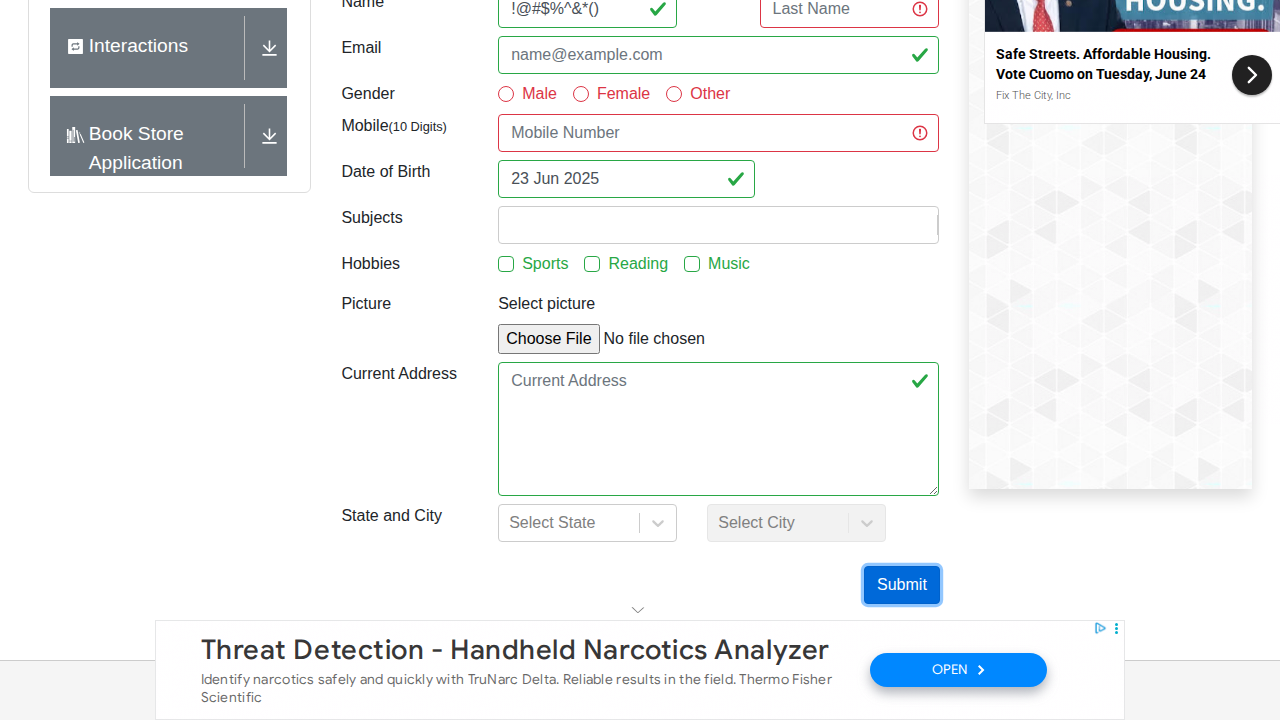 Interactions
Book Store
Application
Name
!@#$%^&*()
Last Name
Email
name@example.com
Gender
Male
Female
Other
Mobile(10 Digits)
Mobile Number
Date of Birth
23 Jun 2025
Subjects
Hobbies
Sports
Reading
Music
Picture
Select picture
Choose File No file chosen
Current Address
Current Address
State and City
Select State
Select City
Submit
HOUSING.
Safe Streets. Affordable Housing.
Vote Cuomo on Tuesday, June 24
Fix The City, Inc
Threat Detection - Handheld Narcotics Analyzer
Identify narcotics safely and quickly with TruNarc Delta. Reliable results in the field. Thermo Fisher
Scientific
OPEN